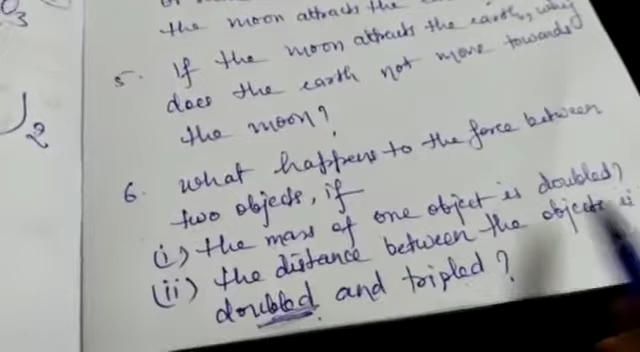 O3
2
the moon attracts the
5. If the moon attracts the earth, why
does the earth not move towards
the moon?
6. What happens to the force between
two objects, if
(i) the mass of one object is doubled?
(ii) the distance between the objects is
doubled and tripled?